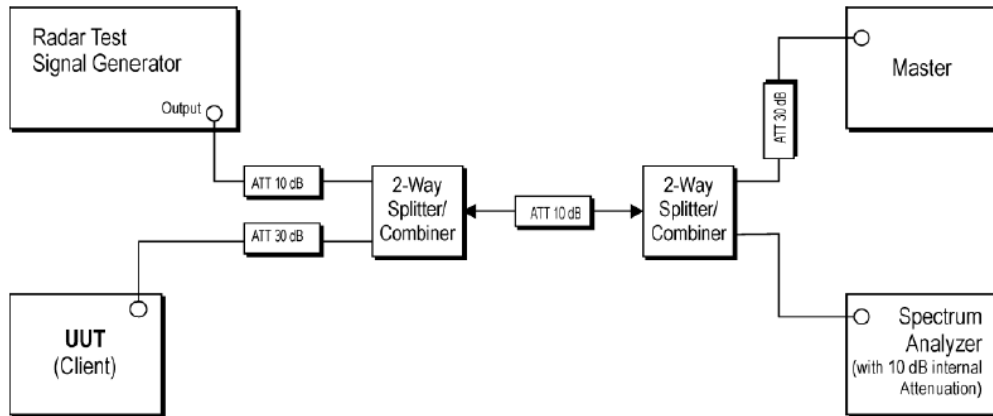 Radar Test
Signal Generator
Output
ATT 10 dB
ATT 30 dB
UUT
(Client)
2-Way
Splitter/
Combiner
ATT 10 dB
2-Way
Splitter/
Combiner
ATT 30 dB
Master
Spectrum
Analyzer
(with 10 dB internal
Attenuation)